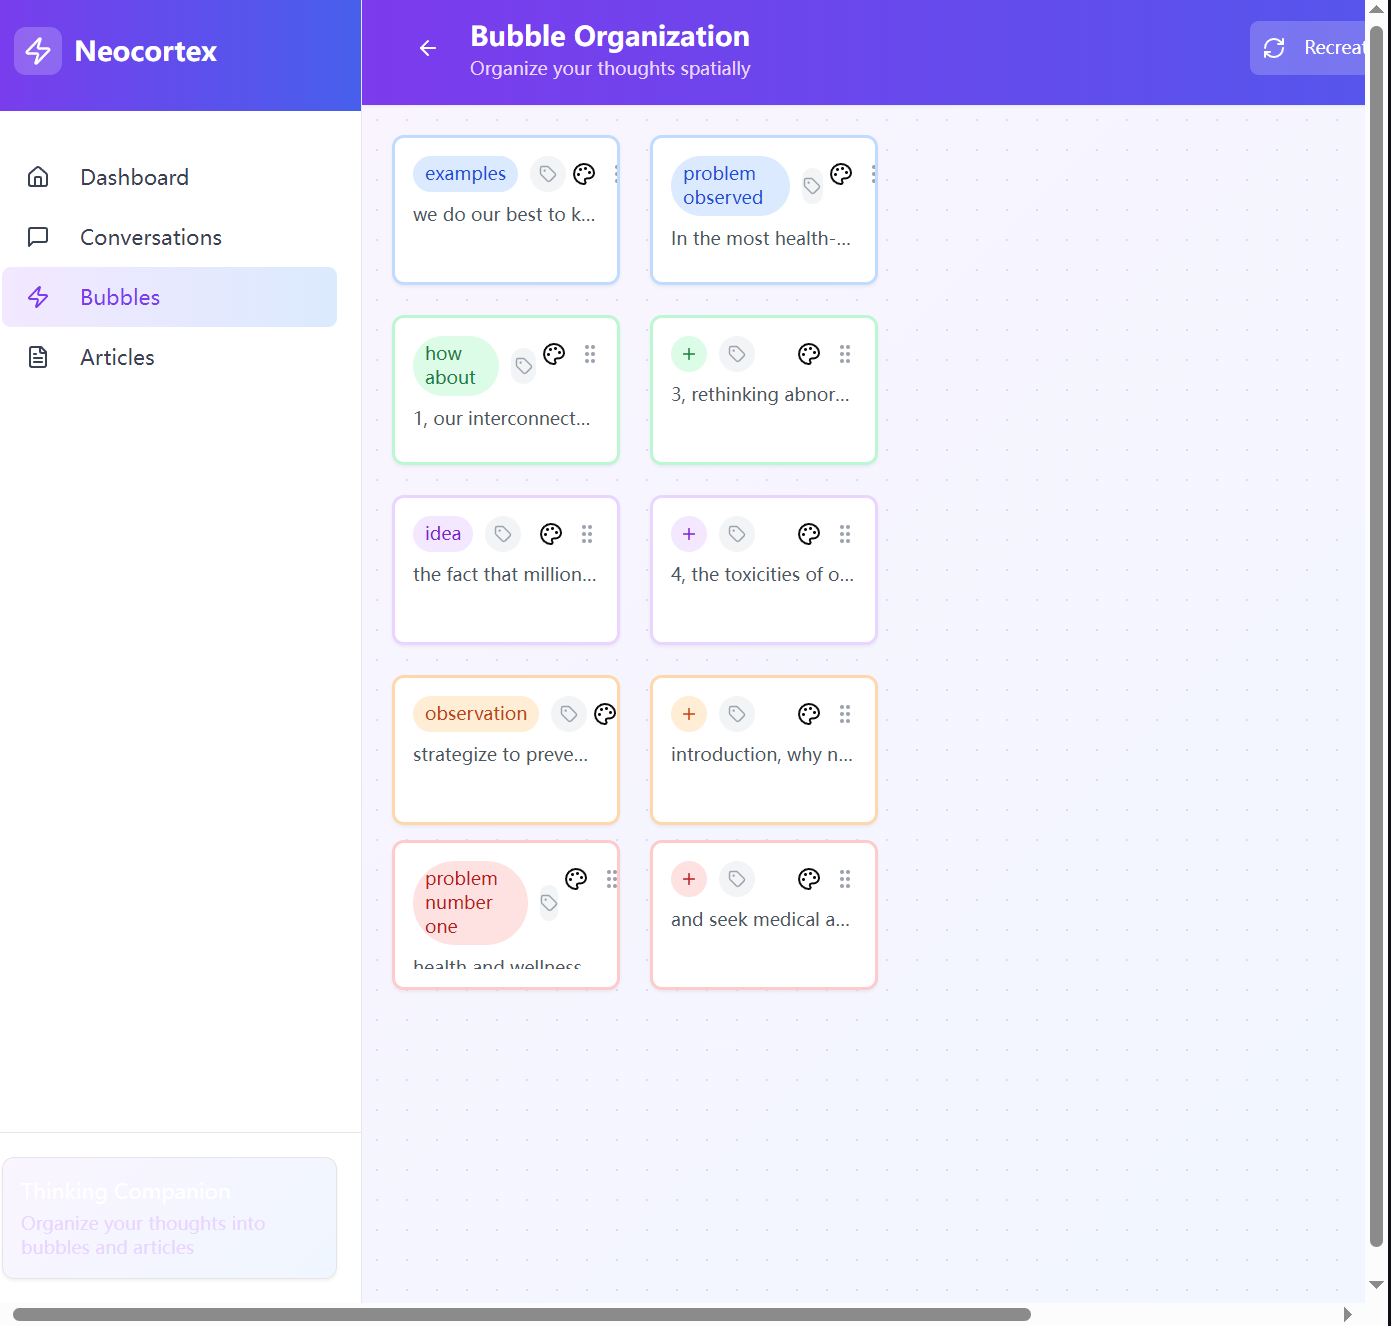 Neocortex
Bubble Organization
Organize your thoughts spatially
Dashboard
Conversations
Bubbles
Articles
examples
we do our best to k...
problem
observed
In the most health-...
how
about
1, our interconnect...
3, rethinking abnor...
idea
the fact that million...
4, the toxicities of o...
observation
strategize to preve...
introduction, why n...
problem
number
one
health and wellness
and seek medical a...
Thinking Companion
Organize your thoughts into
bubbles and articles